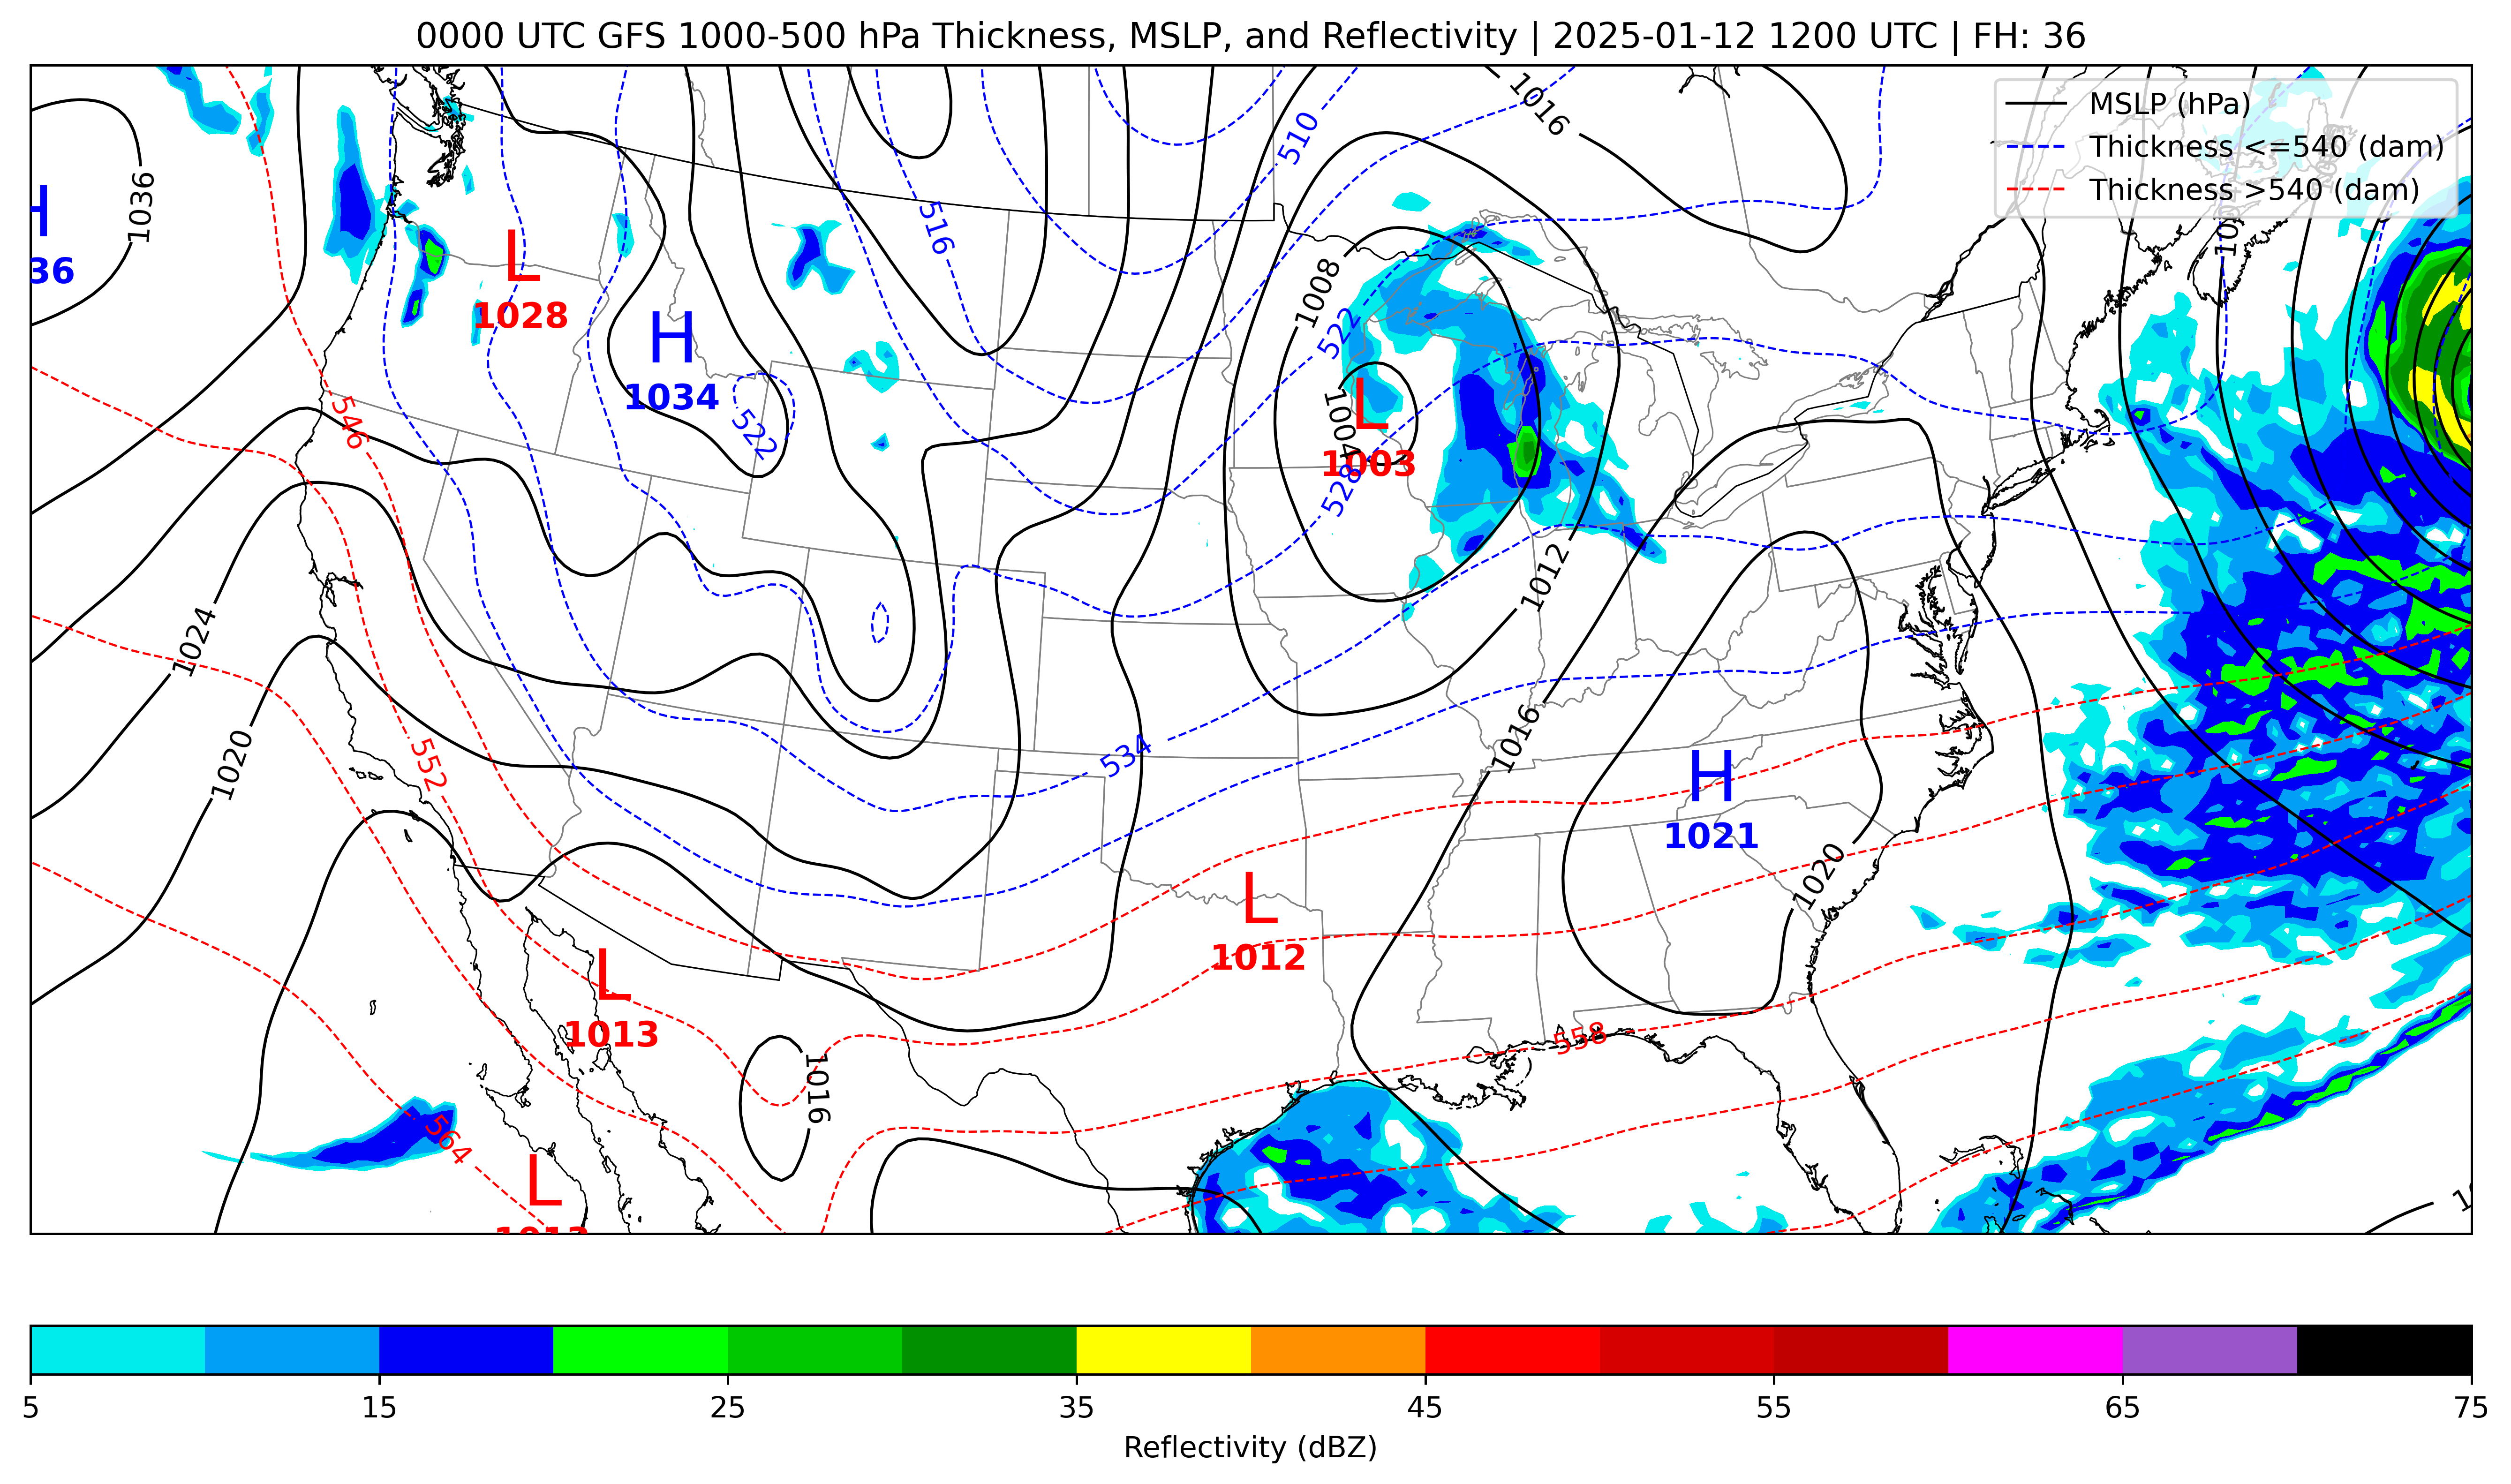 0000 UTC GFS 1000-500 hPa Thickness, MSLP, and Reflectivity | 2025-01-12 1200 UTC | FH: 36
MSLP (hPa)
Thickness <=540 (dam)
Thickness >540 (dam)
1016
510
1036
H
36
516
L
1028
1008
H
1034
522
546
522
L
1004
1003
528
1012
1024
1020
552
534
1016
H
1021
1020
L
1012
L
1013
558
1016
564
L
1013
5
15
25
35
45
55
65
75
Reflectivity (dBZ)